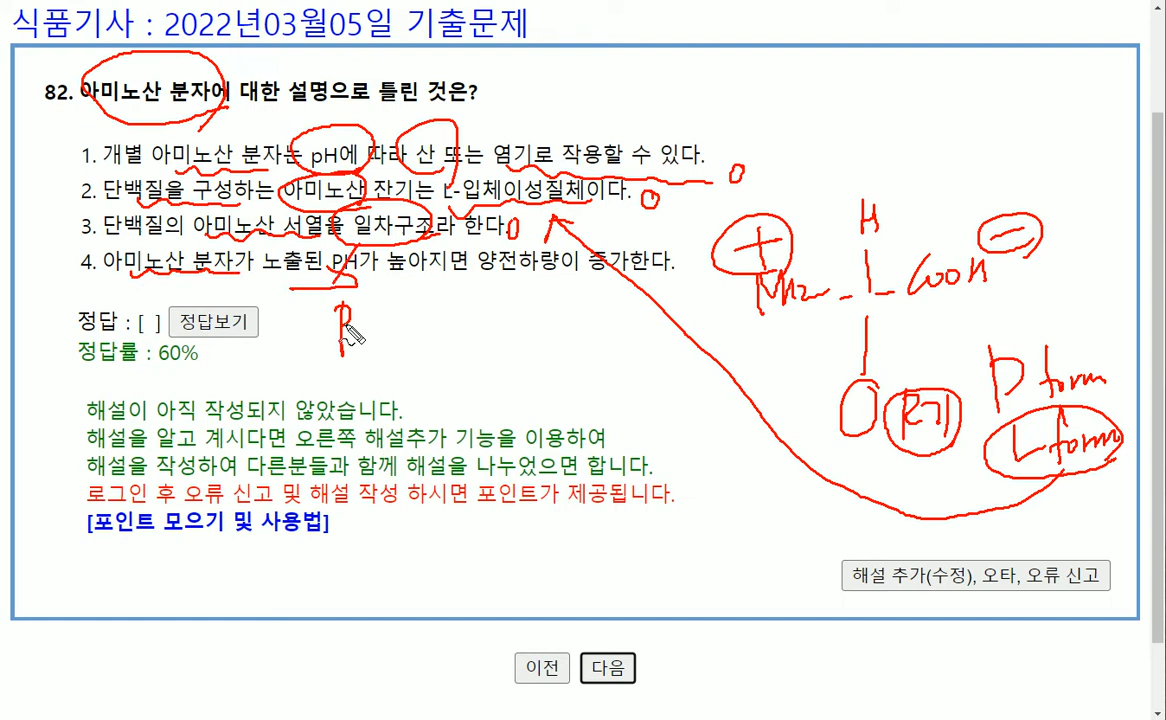 식품기사 : 2022년03월05일 기출문제
82. 아미노산 분자에 대한 설명으로 틀린 것은?
1. 개별 아미노산 분자는 pH에 따라 산 또는 염기로 작용할 수 있다.
2. 단백질을 구성하는 아미노산 잔기는 L-입체이성질체이다.
3. 단백질의 아미노산 서열을 일차구조라 한다.
4. 아미노산 분자가 노출된 PH가 높아지면 양전하량이 증가한다.
정답 : [ ] 정답보기
정답률 : 60%
해설이 아직 작성되지 않았습니다.
해설을 알고 계시다면 오른쪽 해설추가 기능을 이용하여
해설을 작성하여 다른분들과 함께 해설을 나누었으면 합니다.
로그인 후 오류 신고 및 해설 작성 하시면 포인트가 제공됩니다.
[포인트 모으기 및 사용법]
해설 추가(수정), 오타, 오류 신고
이전 다음
H
+ −
NH2 COOH
R기
D form
L form
P